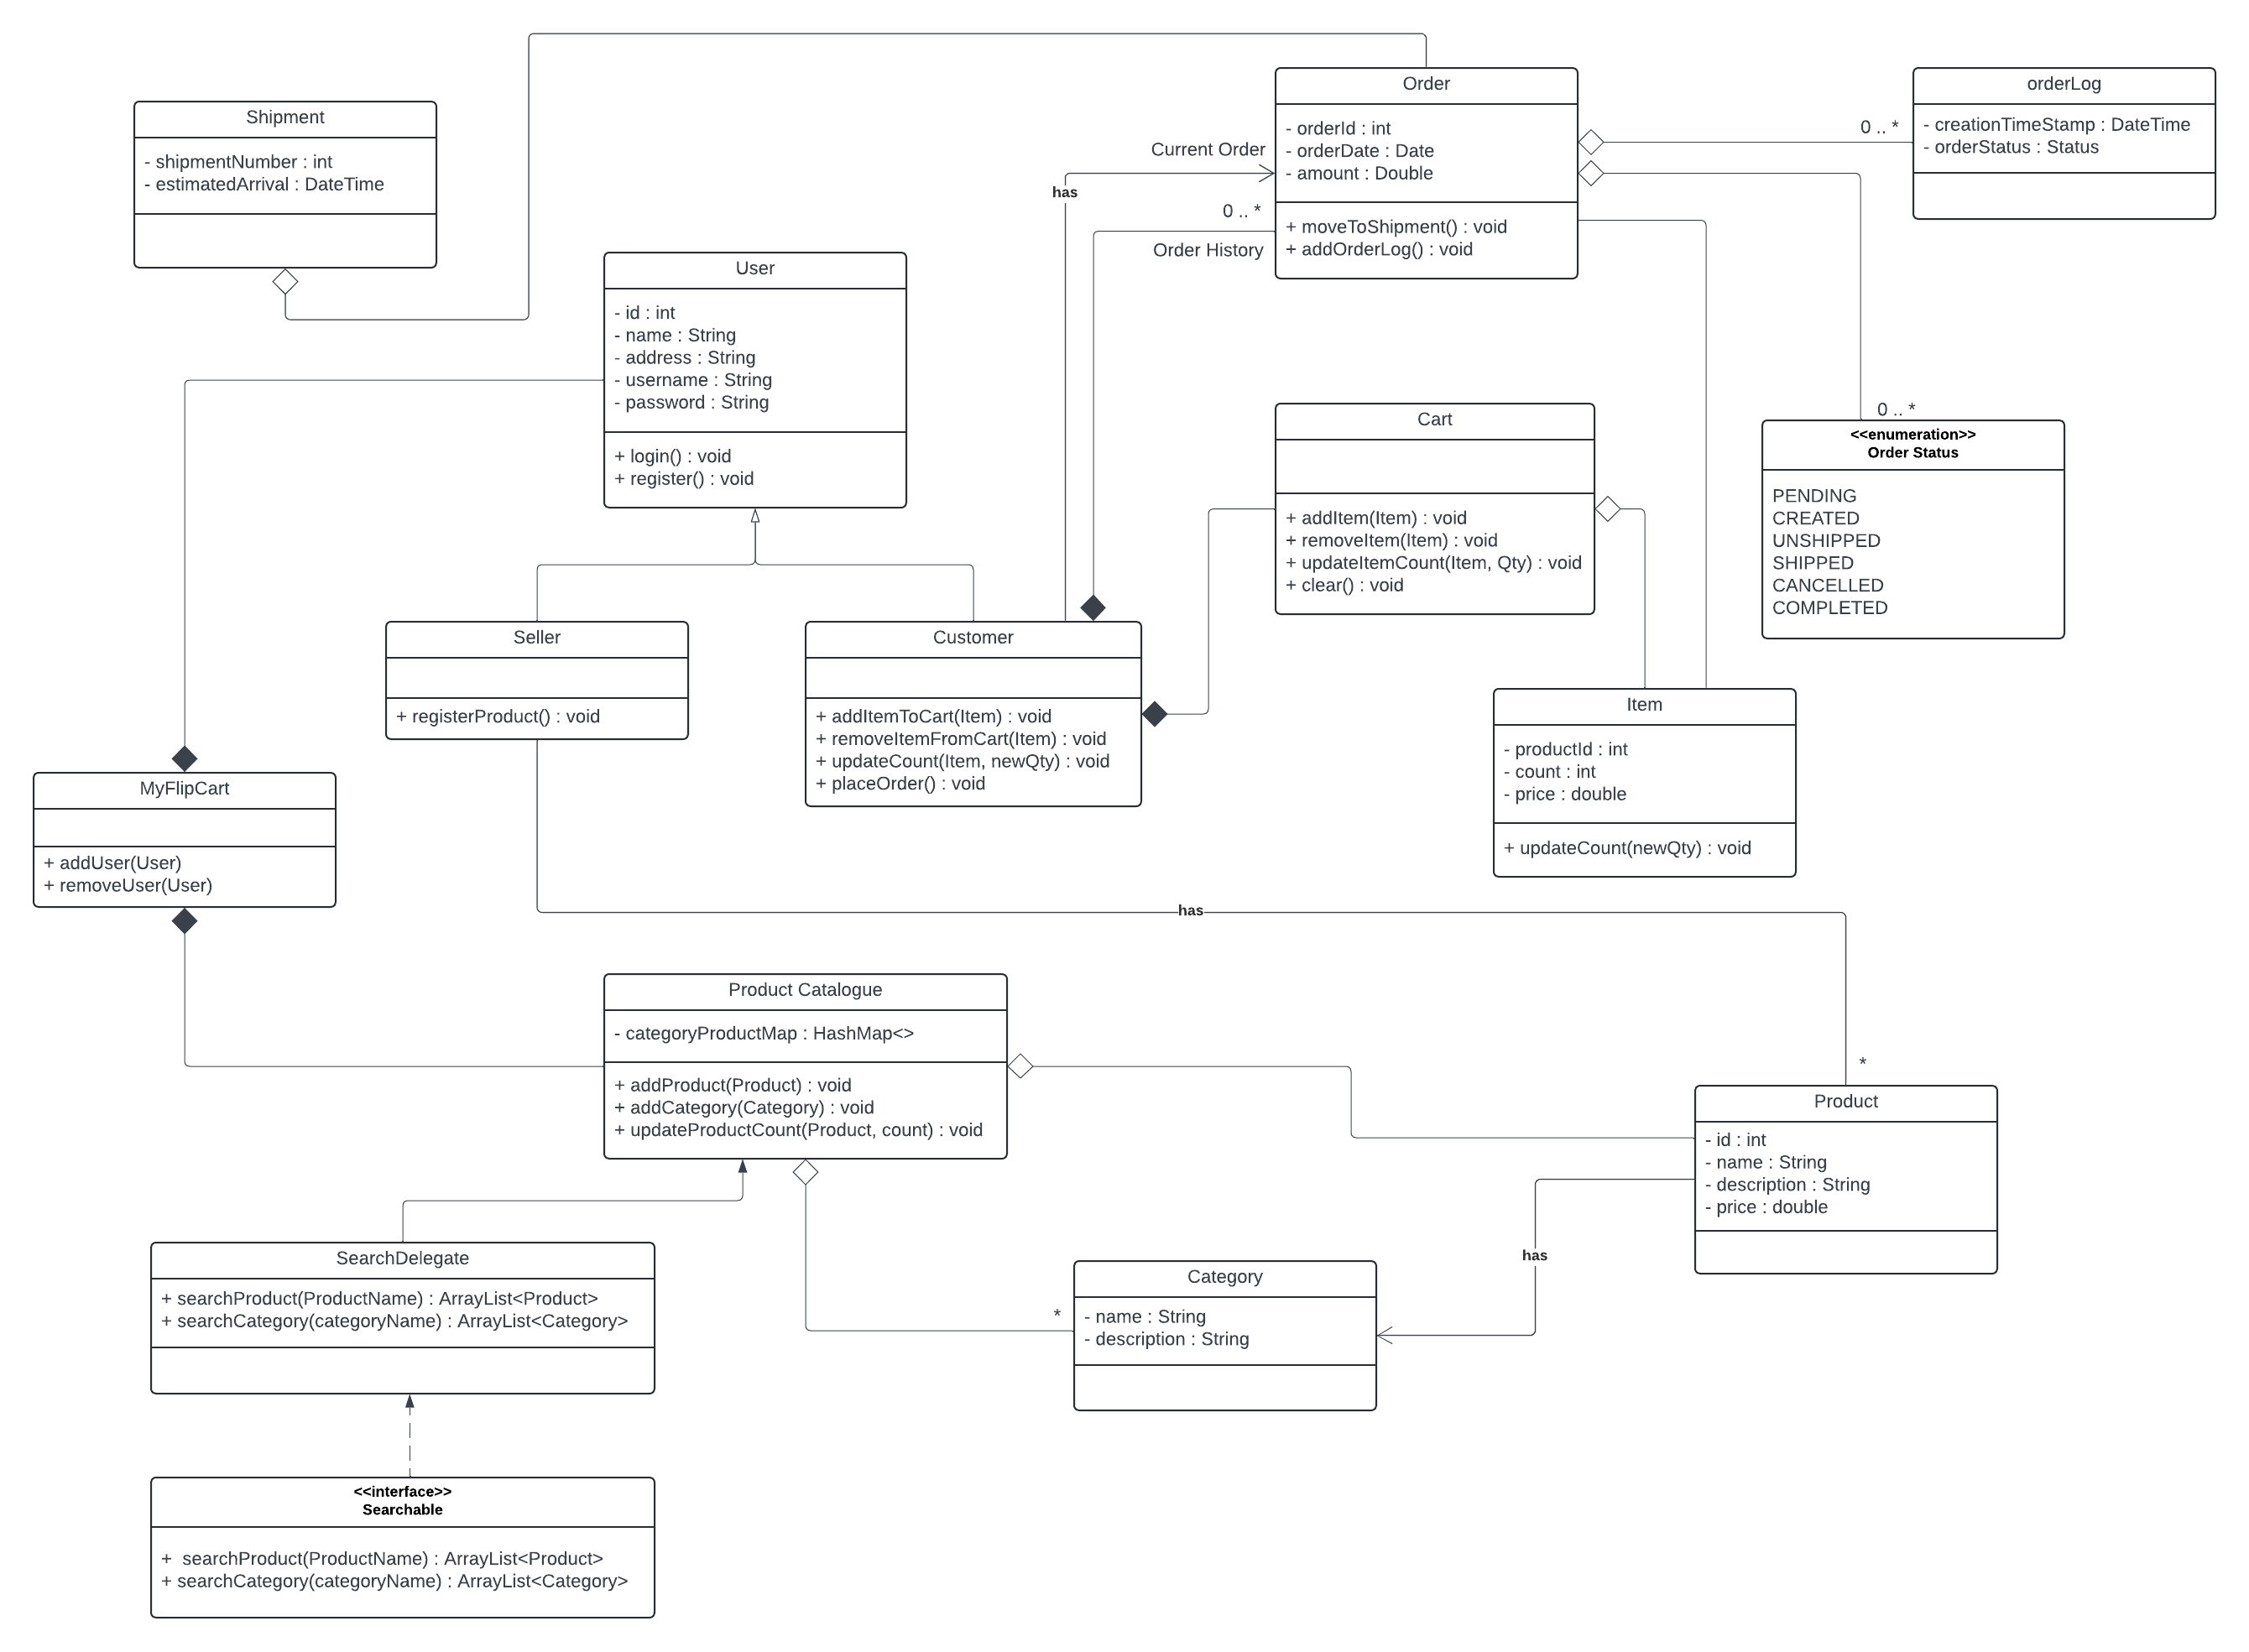 Shipment
- shipmentNumber : int
- estimatedArrival : DateTime
Order
- orderId : int
- orderDate : Date
- amount : Double
+ moveToShipment() : void
+ addOrderLog() : void
orderLog
- creationTimeStamp : DateTime
- orderStatus : Status
0 .. *
Current Order
has
0 .. *
Order History
User
- id : int
- name : String
- address : String
- username : String
- password : String
+ login() : void
+ register() : void
Cart
+ addItem(Item) : void
+ removeItem(Item) : void
+ updateItemCount(Item, Qty) : void
+ clear() : void
0 .. *
<<enumeration>>
Order Status
PENDING
CREATED
UNSHIPPED
SHIPPED
CANCELLED
COMPLETED
Seller
+ registerProduct() : void
Customer
+ addItemToCart(Item) : void
+ removeItemFromCart(Item) : void
+ updateCount(Item, newQty) : void
+ placeOrder() : void
Item
- productId : int
- count : int
- price : double
+ updateCount(newQty) : void
MyFlipCart
+ addUser(User)
+ removeUser(User)
has
Product Catalogue
- categoryProductMap : HashMap<>
+ addProduct(Product) : void
+ addCategory(Category) : void
+ updateProductCount(Product, count) : void
*
Product
- id : int
- name : String
- description : String
- price : double
SearchDelegate
+ searchProduct(ProductName) : ArrayList<Product>
+ searchCategory(categoryName) : ArrayList<Category>
has
*
Category
- name : String
- description : String
<<interface>>
Searchable
+  searchProduct(ProductName) : ArrayList<Product>
+ searchCategory(categoryName) : ArrayList<Category>